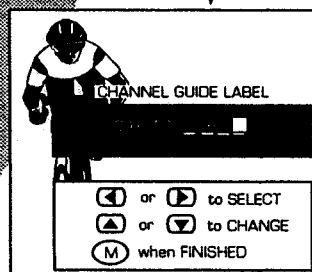 CHANNEL GUIDE LABEL
or to SELECT
or to CHANGE
M when FINISHED